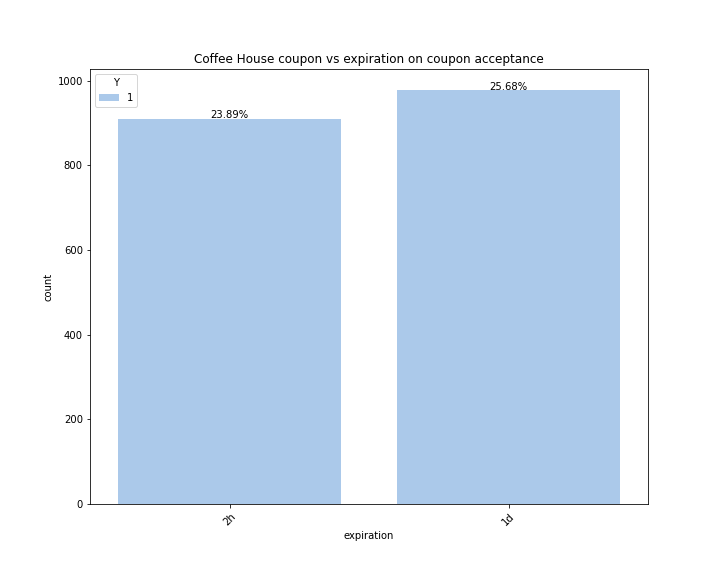 Coffee House coupon vs expiration on coupon acceptance
Y
1
23.89%
25.68%
1000
800
600
400
200
0
count
2h
1d
expiration